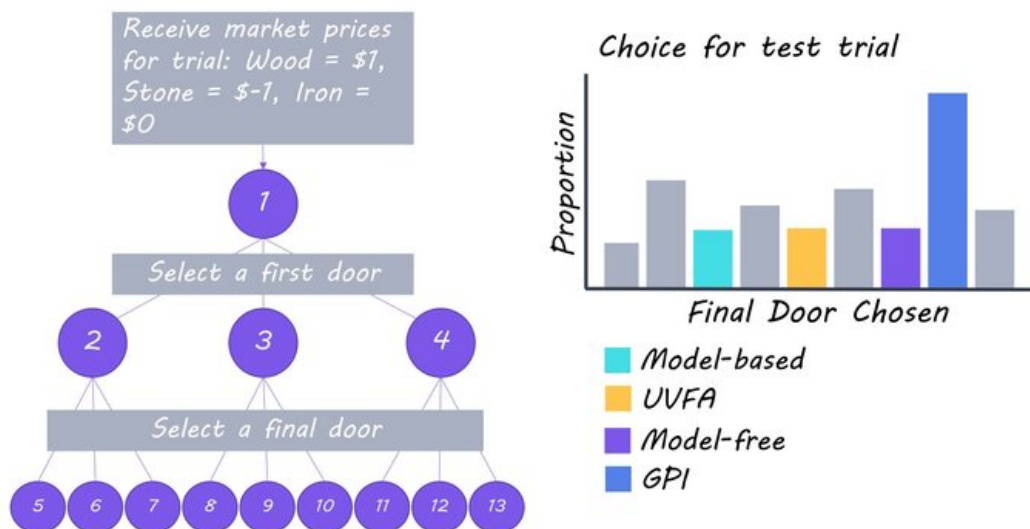 Receive market prices
for trial: Wood = $1,
Stone = $-1, Iron =
$0
1
Select a first door
2 3 4
Select a final door
5 6 7 8 9 10 11 12 13
Choice for test trial
Proportion
Final Door Chosen
Model-based
UVFA
Model-free
GPI